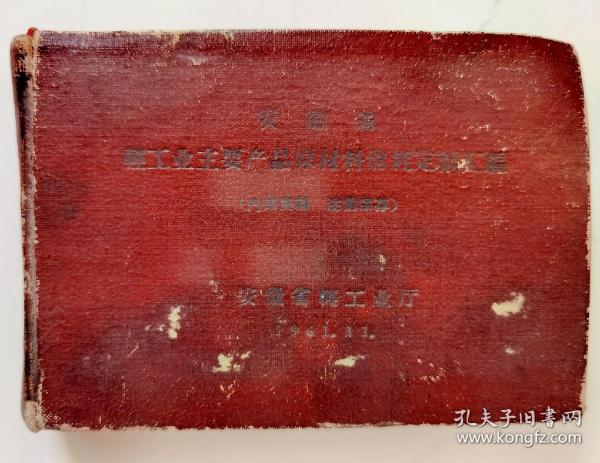 安徽省
轻工业主要产品原材料消耗定额汇编
(内部资料 注意保存)
安徽省轻工业厅
1961.11.
孔夫子旧书网
www.kongfz.com